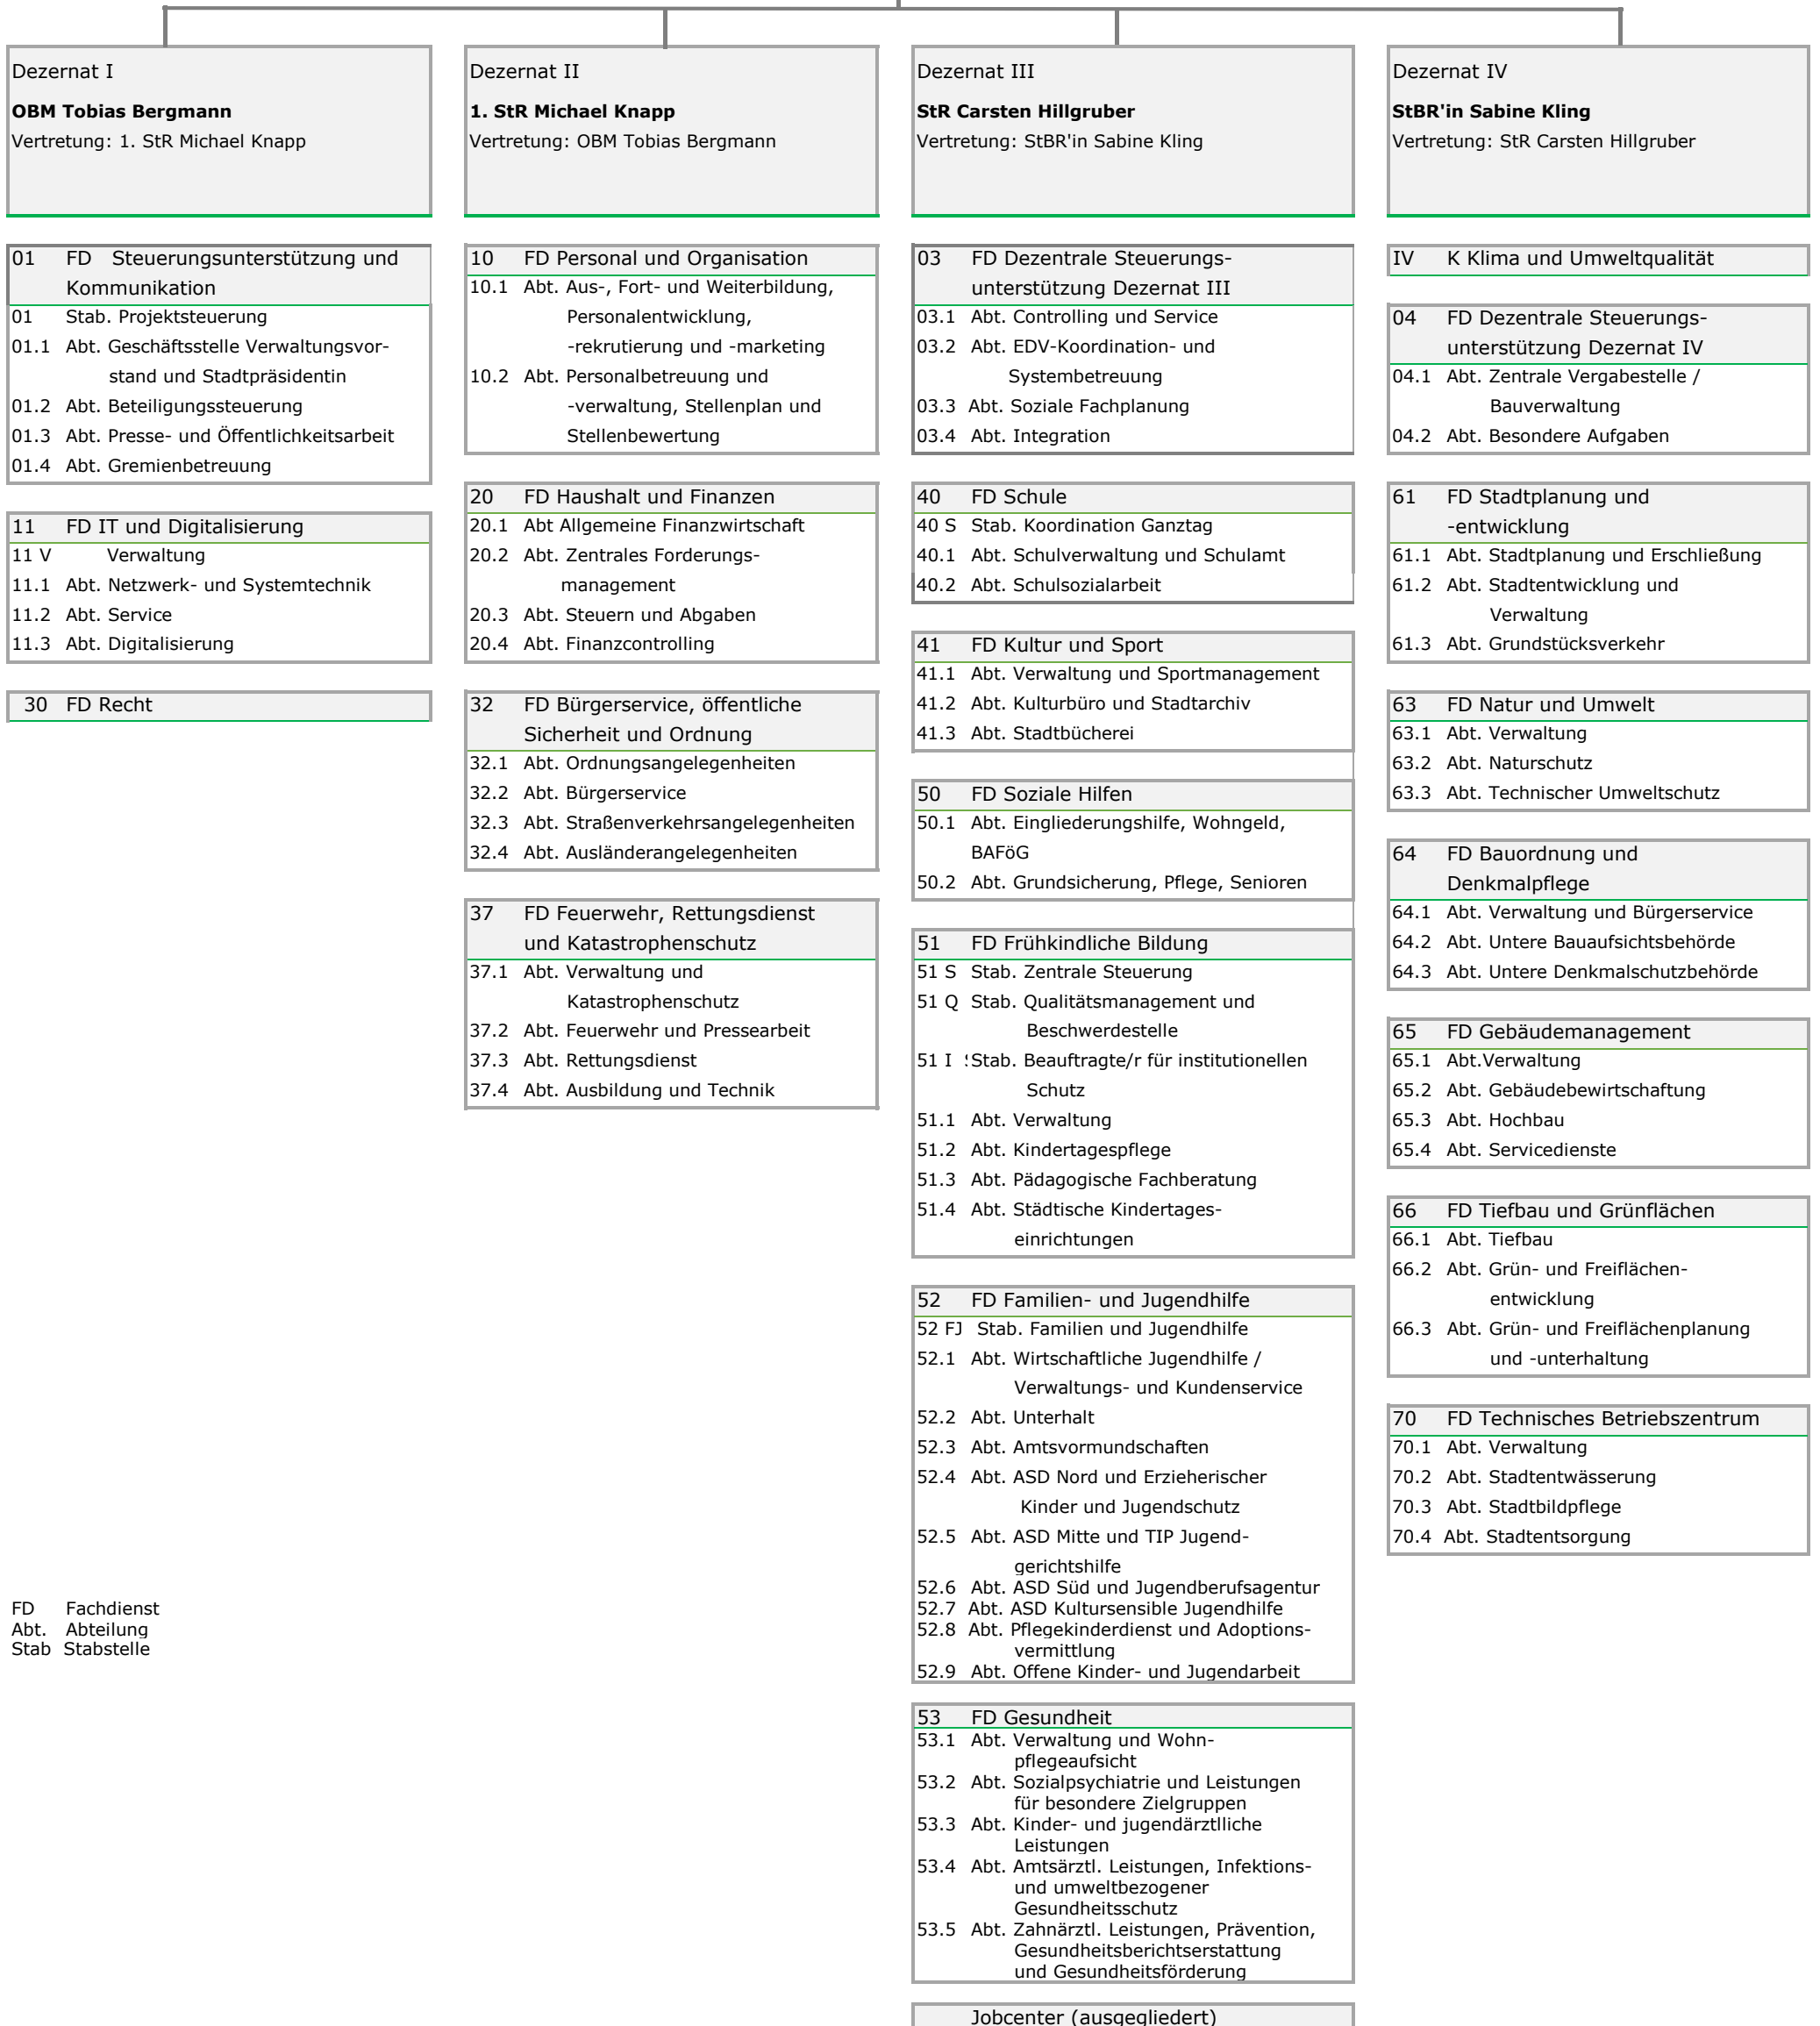 Dezernat I
OBM Tobias Bergmann
Vertretung: 1. StR Michael Knapp
01 FD Steuerungsunterstützung und
Kommunikation
01 Stab. Projektsteuerung
01.1 Abt. Geschäftsstelle Verwaltungsvor-
stand und Stadtpräsidentin
01.2 Abt. Beteiligungssteuerung
01.3 Abt. Presse- und Öffentlichkeitsarbeit
01.4 Abt. Gremienbetreuung
11 FD IT und Digitalisierung
11 V Verwaltung
11.1 Abt. Netzwerk- und Systemtechnik
11.2 Abt. Service
11.3 Abt. Digitalisierung
30 FD Recht
FD Fachdienst
Abt. Abteilung
Stab Stabstelle
Dezernat II
1. StR Michael Knapp
Vertretung: OBM Tobias Bergmann
10 FD Personal und Organisation
10.1 Abt. Aus-, Fort- und Weiterbildung,
Personalentwicklung,
-rekrutierung und -marketing
10.2 Abt. Personalbetreuung und
-verwaltung, Stellenplan und
Stellenbewertung
20 FD Haushalt und Finanzen
20.1 Abt Allgemeine Finanzwirtschaft
20.2 Abt. Zentrales Forderungs-
management
20.3 Abt. Steuern und Abgaben
20.4 Abt. Finanzcontrolling
32 FD Bürgerservice, öffentliche
Sicherheit und Ordnung
32.1 Abt. Ordnungsangelegenheiten
32.2 Abt. Bürgerservice
32.3 Abt. Straßenverkehrsangelegenheiten
32.4 Abt. Ausländerangelegenheiten
37 FD Feuerwehr, Rettungsdienst
und Katastrophenschutz
37.1 Abt. Verwaltung und
Katastrophenschutz
37.2 Abt. Feuerwehr und Pressearbeit
37.3 Abt. Rettungsdienst
37.4 Abt. Ausbildung und Technik
Dezernat III
StR Carsten Hillgruber
Vertretung: StBR'in Sabine Kling
03 FD Dezentrale Steuerungs-
unterstützung Dezernat III
03.1 Abt. Controlling und Service
03.2 Abt. EDV-Koordination- und
Systembetreuung
03.3 Abt. Soziale Fachplanung
03.4 Abt. Integration
40 FD Schule
40 S Stab. Koordination Ganztag
40.1 Abt. Schulverwaltung und Schulamt
40.2 Abt. Schulsozialarbeit
41 FD Kultur und Sport
41.1 Abt. Verwaltung und Sportmanagement
41.2 Abt. Kulturbüro und Stadtarchiv
41.3 Abt. Stadtbücherei
50 FD Soziale Hilfen
50.1 Abt. Eingliederungshilfe, Wohngeld,
BAFöG
50.2 Abt. Grundsicherung, Pflege, Senioren
51 FD Frühkindliche Bildung
51 S Stab. Zentrale Steuerung
51 Q Stab. Qualitätsmanagement und
Beschwerdestelle
51 I Stab. Beauftragte/r für institutionellen
Schutz
51.1 Abt. Verwaltung
51.2 Abt. Kindertagespflege
51.3 Abt. Pädagogische Fachberatung
51.4 Abt. Städtische Kindertages-
einrichtungen
52 FD Familien- und Jugendhilfe
52 FJ Stab. Familien und Jugendhilfe
52.1 Abt. Wirtschaftliche Jugendhilfe /
Verwaltungs- und Kundenservice
52.2 Abt. Unterhalt
52.3 Abt. Amtsvormundschaften
52.4 Abt. ASD Nord und Erzieherischer
Kinder und Jugendschutz
52.5 Abt. ASD Mitte und TIP Jugend-
gerichtshilfe
52.6 Abt. ASD Süd und Jugendberufsagentur
52.7 Abt. ASD Kultursensible Jugendhilfe
52.8 Abt. Pflegekinderdienst und Adoptions-
vermittlung
52.9 Abt. Offene Kinder- und Jugendarbeit
53 FD Gesundheit
53.1 Abt. Verwaltung und Wohn-
pflegeaufsicht
53.2 Abt. Sozialpsychiatrie und Leistungen
für besondere Zielgruppen
53.3 Abt. Kinder- und jugendärztlliche
Leistungen
53.4 Abt. Amtsärztl. Leistungen, Infektions-
und umweltbezogener
Gesundheitsschutz
53.5 Abt. Zahnärztl. Leistungen, Prävention,
Gesundheitsberichtserstattung
und Gesundheitsförderung
Jobcenter (ausgegliedert)
Dezernat IV
StBR'in Sabine Kling
Vertretung: StR Carsten Hillgruber
IV K Klima und Umweltqualität
04 FD Dezentrale Steuerungs-
unterstützung Dezernat IV
04.1 Abt. Zentrale Vergabestelle /
Bauverwaltung
04.2 Abt. Besondere Aufgaben
61 FD Stadtplanung und
-entwicklung
61.1 Abt. Stadtplanung und Erschließung
61.2 Abt. Stadtentwicklung und
Verwaltung
61.3 Abt. Grundstücksverkehr
63 FD Natur und Umwelt
63.1 Abt. Verwaltung
63.2 Abt. Naturschutz
63.3 Abt. Technischer Umweltschutz
64 FD Bauordnung und
Denkmalpflege
64.1 Abt. Verwaltung und Bürgerservice
64.2 Abt. Untere Bauaufsichtsbehörde
64.3 Abt. Untere Denkmalschutzbehörde
65 FD Gebäudemanagement
65.1 Abt.Verwaltung
65.2 Abt. Gebäudebewirtschaftung
65.3 Abt. Hochbau
65.4 Abt. Servicedienste
66 FD Tiefbau und Grünflächen
66.1 Abt. Tiefbau
66.2 Abt. Grün- und Freiflächen-
entwicklung
66.3 Abt. Grün- und Freiflächenplanung
und -unterhaltung
70 FD Technisches Betriebszentrum
70.1 Abt. Verwaltung
70.2 Abt. Stadtentwässerung
70.3 Abt. Stadtbildpflege
70.4 Abt. Stadtentsorgung